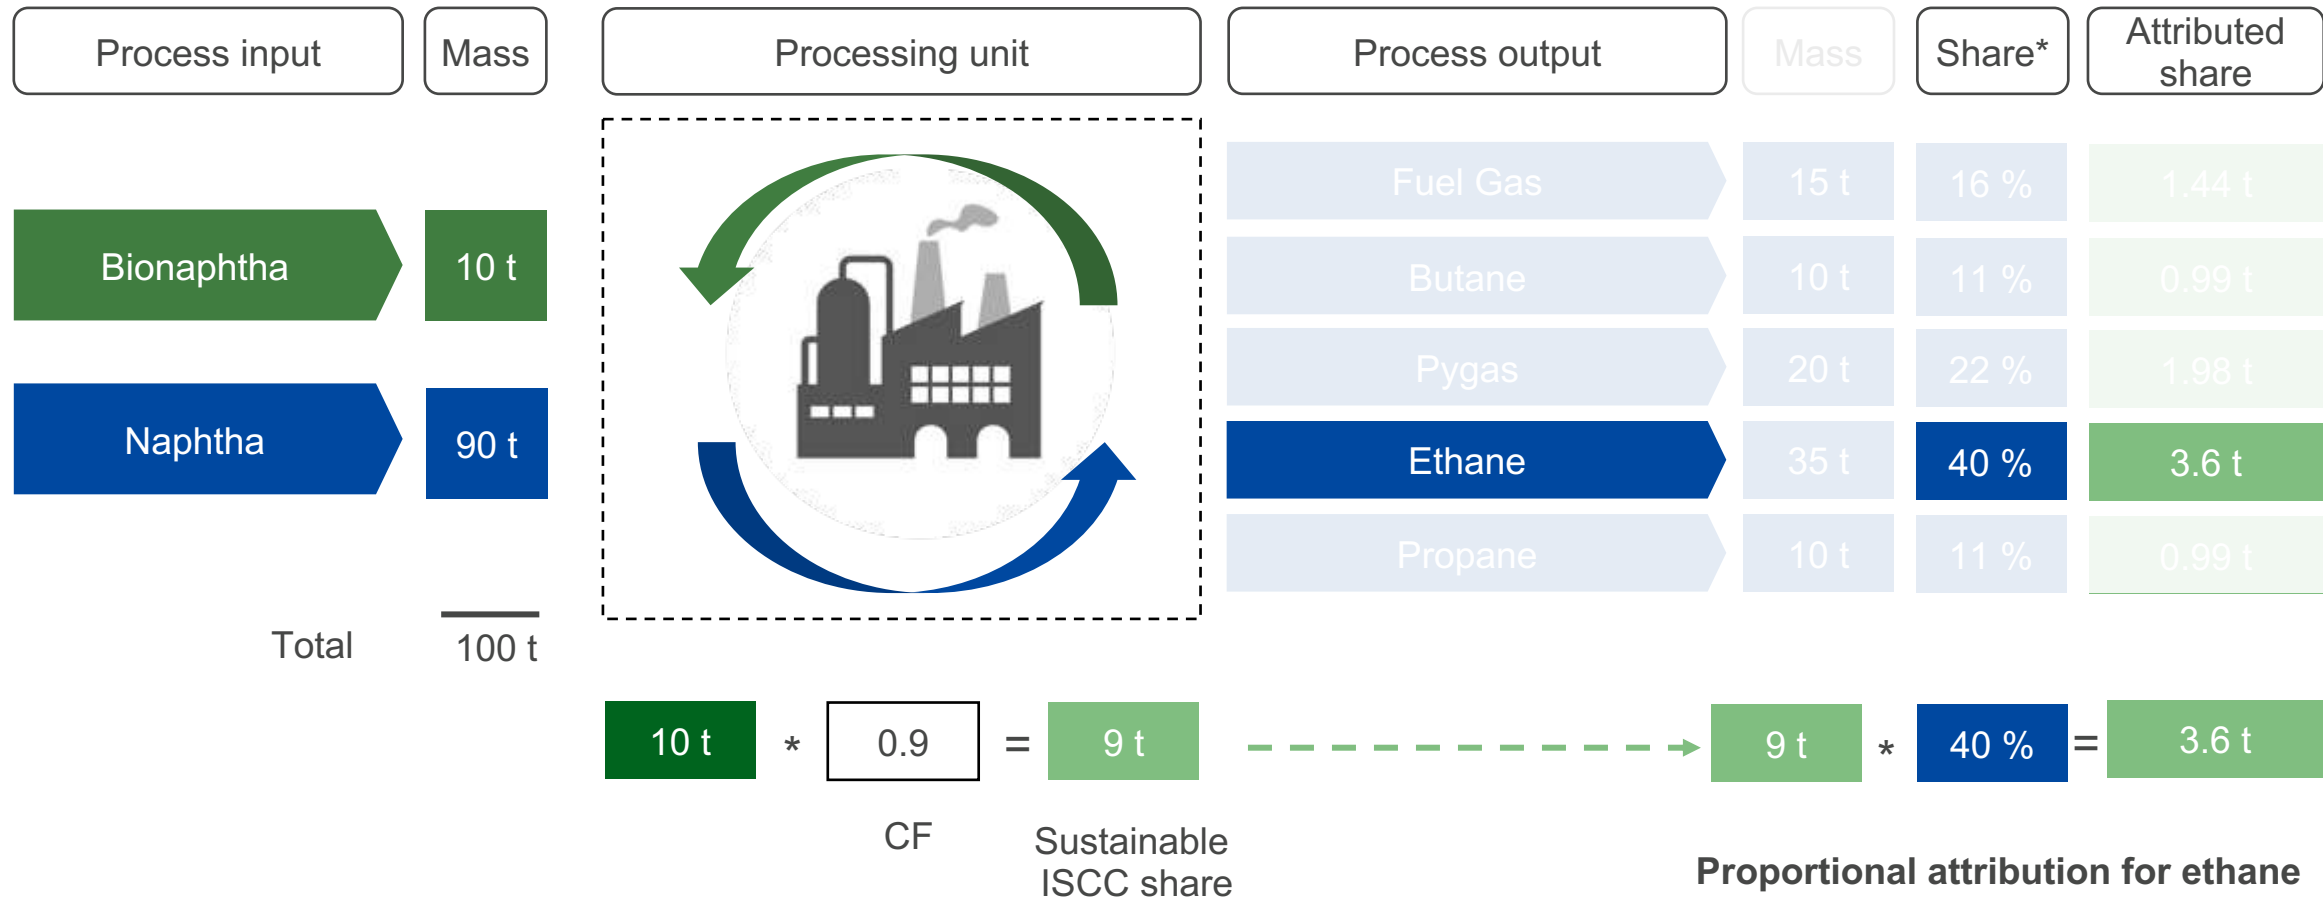 Process input
Mass
Processing unit
Process output
Mass
Share*
Attributed
share
Fuel Gas
15 t
16 %
1.44 t
Bionaphtha
10 t
Butane
10 t
11 %
0.99 t
Pygas
20 t
22 %
1.98 t
Naphtha
90 t
Ethane
35 t
40 %
3.6 t
Propane
10 t
11 %
0.99 t
Total
100 t
10 t * 0.9 = 9 t
9 t * 40 % = 3.6 t
CF
Sustainable
ISCC share
Proportional attribution for ethane